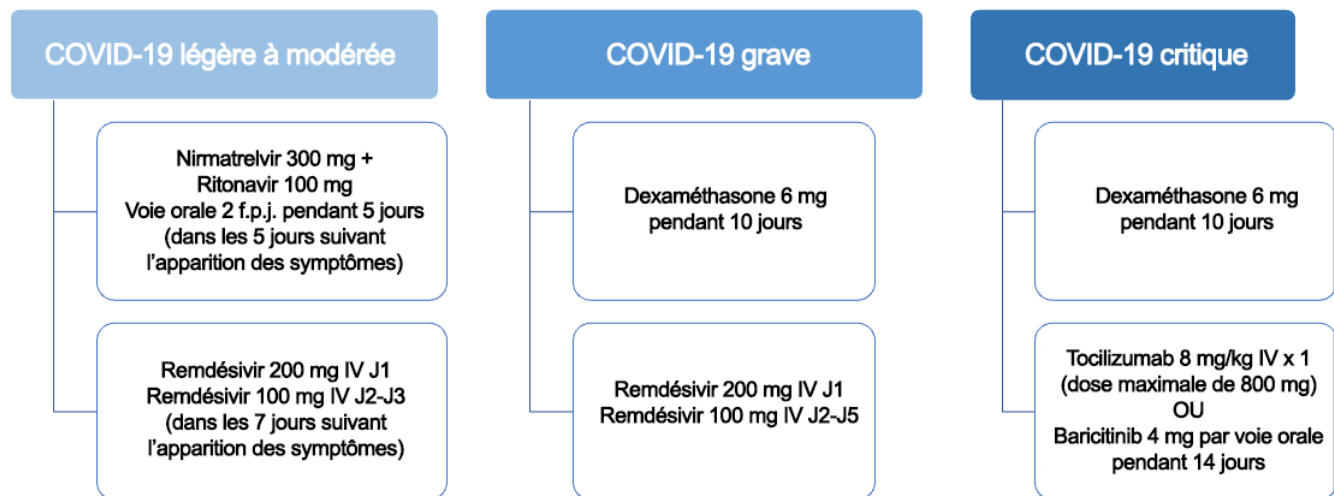 COVID-19 légère à modérée
Nirmatrelvir 300 mg +
Ritonavir 100 mg
Voie orale 2 f.p.j. pendant 5 jours
(dans les 5 jours suivant
l'apparition des symptômes)
Remdésivir 200 mg IV J1
Remdésivir 100 mg IV J2-J3
(dans les 7 jours suivant
l'apparition des symptômes)
COVID-19 grave
Dexaméthasone 6 mg
pendant 10 jours
Remdésivir 200 mg IV J1
Remdésivir 100 mg IV J2-J5
COVID-19 critique
Dexaméthasone 6 mg
pendant 10 jours
Tocilizumab 8 mg/kg IV x 1
(dose maximale de 800 mg)
OU
Baricitinib 4 mg par voie orale
pendant 14 jours